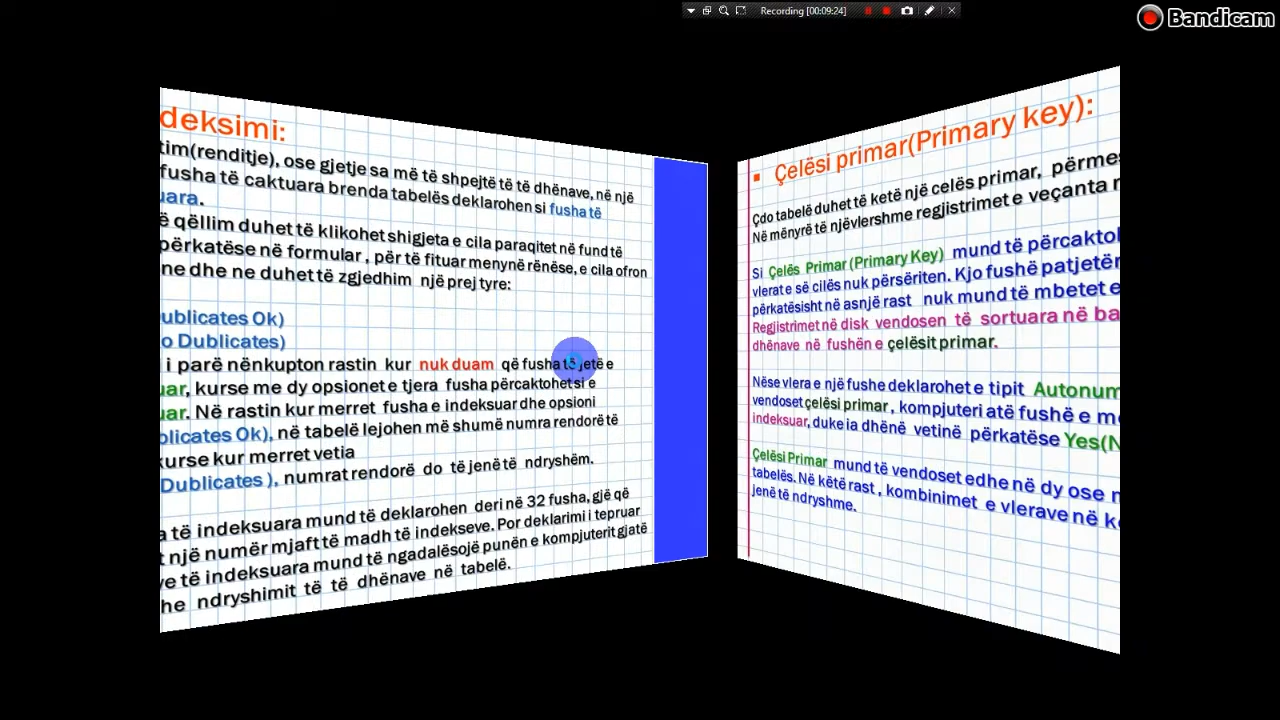 Recording [00:09:24]
Bandicam
deksimi:
tim(renditje), ose gjetje sa më të shpejtë të të dhënave, në një
fusha të caktuara brenda tabelës deklarohen si fusha të
uara.
ë qëllim duhet të klikohet shigjeta e cila paraqitet në fund të
përkatëse në formular , për të fituar menynë rënëse, e cila ofron
ne dhe ne duhet të zgjedhim një prej tyre:
ublicates Ok)
o Dublicates)
i parë nënkupton rastin kur nuk duam që fusha të jetë e
uar, kurse me dy opsionet e tjera fusha përcaktohet si e
uar. Në rastin kur merret fusha e indeksuar dhe opsioni
blicates Ok), në tabelë lejohen më shumë numra rendorë të
kurse kur merret vetia
Dublicates ), numrat rendorë do të jenë të ndryshëm.
a të indeksuara mund të deklarohen deri në 32 fusha, gjë që
t një numër mjaft të madh të indekseve. Por deklarimi i tepruar
ve të indeksuara mund të ngadalësojë punën e kompjuterit gjatë
he ndryshimit të të dhënave në tabelë.
▪ Çelësi primar(Primary key):
Çdo tabelë duhet të ketë një celës primar, përmes
Në mënyrë të njëvlershme regjistrimet e veçanta
Si Çelës Primar (Primary Key) mund të përcaktoh
vlerat e së cilës nuk përsëriten. Kjo fushë patjetër
përkatësisht në asnjë rast nuk mund të mbetet e
Regjistrimet në disk vendosen të sortuara në ba
dhënave në fushën e çelësit primar.
Nëse vlera e një fushe deklarohet e tipit Autonum
vendoset çelësi primar , kompjuteri atë fushë e m
indeksuar, duke ia dhënë vetinë përkatëse Yes(N
Çelësi Primar mund të vendoset edhe në dy ose
tabelës. Në këtë rast , kombinimet e vlerave në k
jenë të ndryshme.